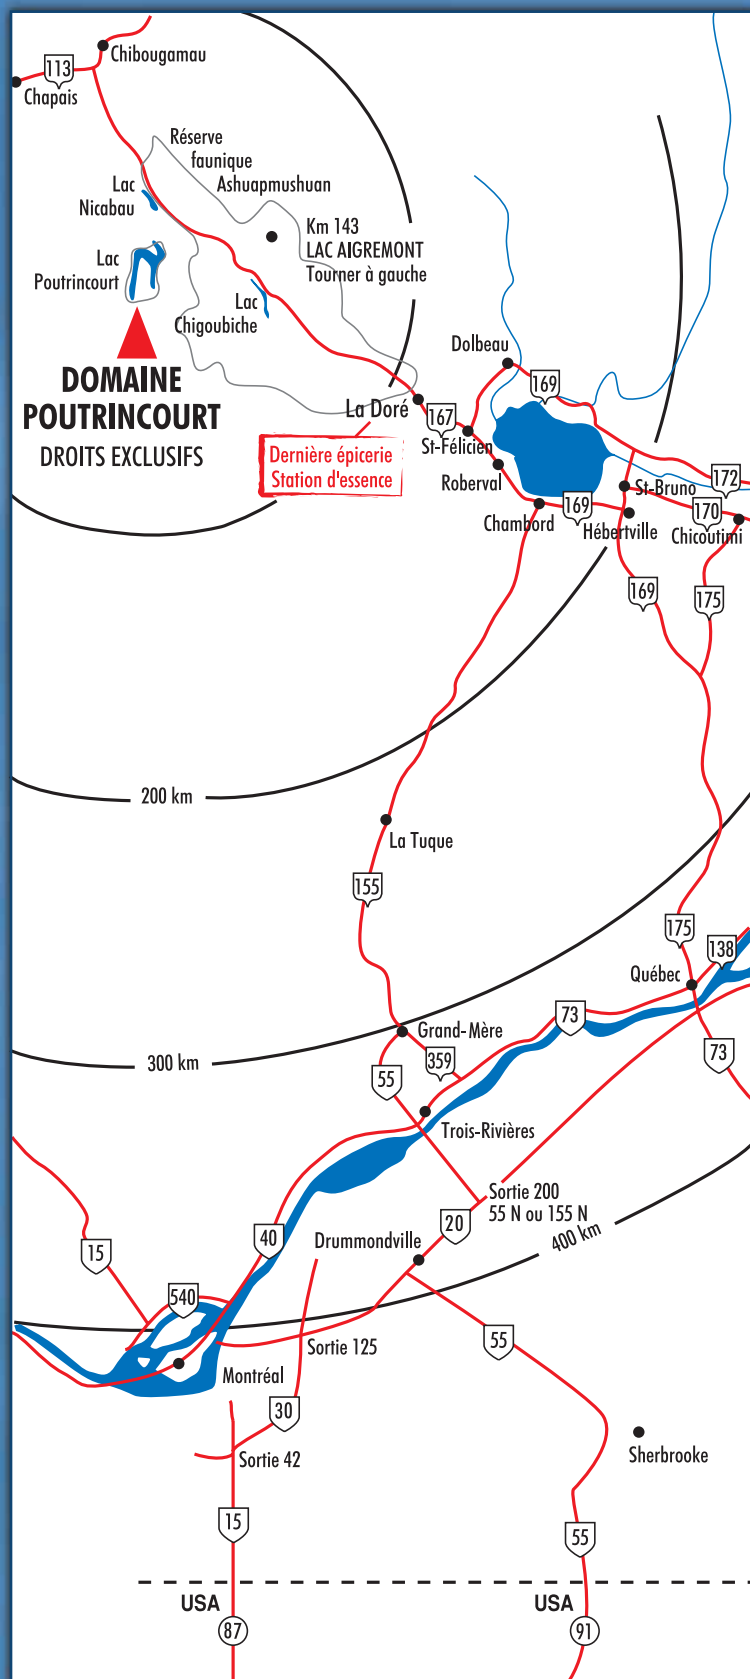 Chibougamau
113
Chapais
Réserve
faunique
Ashuapmushuan
Lac
Nicabau
Km 143
LAC AIGREMONT
Tourner à gauche
Lac
Poutrincourt
Lac
Chigoubiche
DOMAINE
POUTRINCOURT
DROITS EXCLUSIFS
Dolbeau
169
La Doré
167
St-Félicien
Dernière épicerie
Station d'essence
Roberval
172
St-Bruno
169
170
Chambord
Hébertville
Chicoutimi
169
175
200 km
La Tuque
155
175
138
Québec
73
Grand-Mère
73
300 km
359
55
Trois-Rivières
Sortie 200
55 N ou 155 N
20
400 km
40
Drummondville
15
540
Sortie 125
55
Montréal
30
Sherbrooke
Sortie 42
15
55
USA
USA
87
91